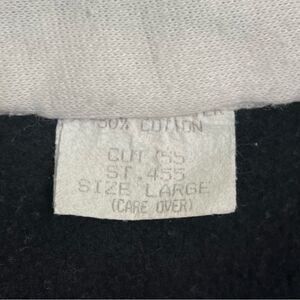 50% COTTON
CUT 55
ST. 455
SIZE LARGE
(CARE OVER)